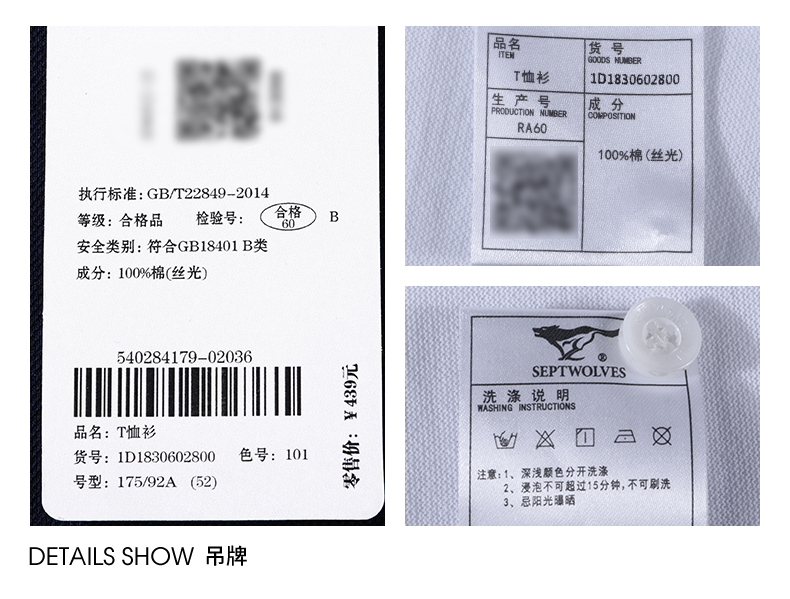 执行标准: GB/T22849-2014
等级: 合格品 检验号: 合格 60 B
安全类别: 符合GB18401 B类
成分: 100%棉(丝光)
540284179-02036
品名: T恤衫
货号: 1D1830602800 色号: 101
号型: 175/92A (52)
零售价: ¥439元
品名
ITEM
T恤衫
货号
GOODS NUMBER
1D1830602800
生产号
PRODUCTION NUMBER
RA60
成分
COMPOSITION
100%棉(丝光)
SEPTWOLVES®
洗涤说明
WASHING INSTRUCTIONS
注意: 1、深浅颜色分开洗涤
2、浸泡不可超过15分钟,不可刷洗
3、忌阳光曝晒
DETAILS SHOW 吊牌